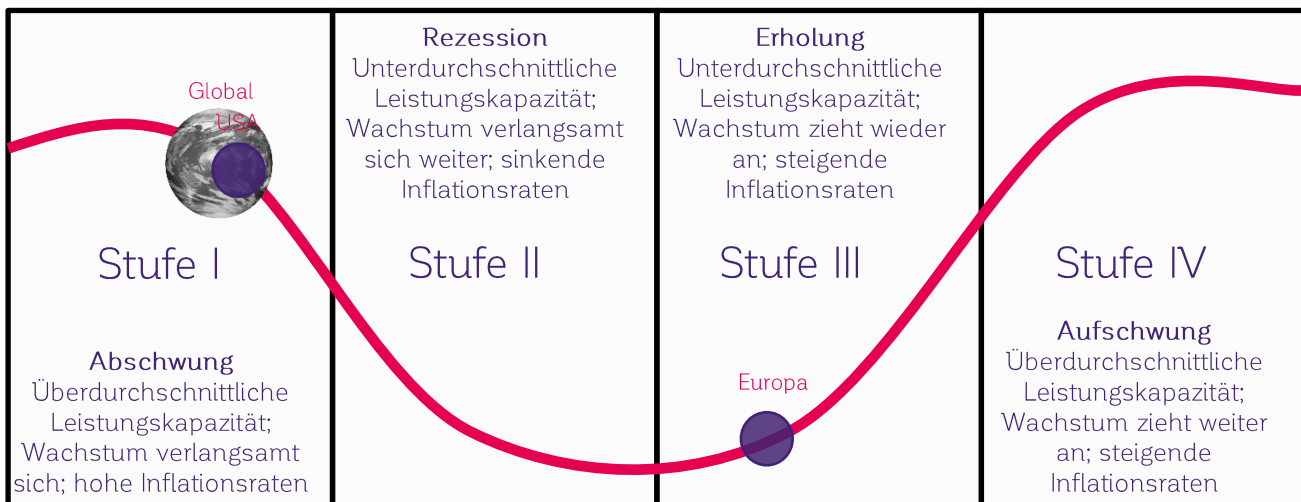 Global
USA
Stufe I
Abschwung
Überdurchschnittliche
Leistungskapazität;
Wachstum verlangsamt
sich; hohe Inflationsraten
Rezession
Unterdurchschnittliche
Leistungskapazität;
Wachstum verlangsamt
sich weiter; sinkende
Inflationsraten
Stufe II
Erholung
Unterdurchschnittliche
Leistungskapazität;
Wachstum zieht wieder
an; steigende
Inflationsraten
Stufe III
Europa
Stufe IV
Aufschwung
Überdurchschnittliche
Leistungskapazität;
Wachstum zieht weiter
an; steigende
Inflationsraten